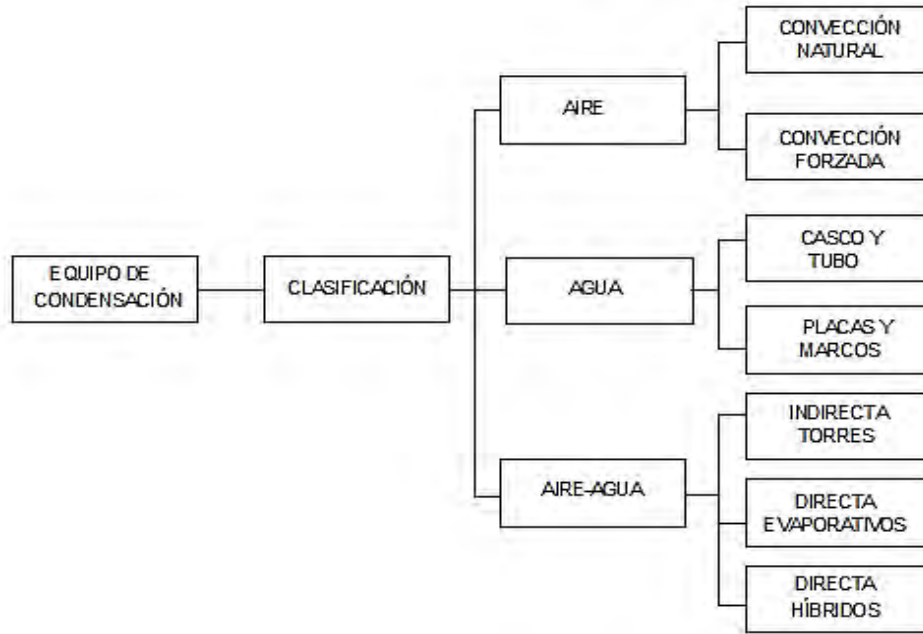 EQUIPO DE
CONDENSACIÓN
CLASIFICACIÓN
AIRE
CONVECCIÓN
NATURAL
CONVECCIÓN
FORZADA
AGUA
CASCO Y
TUBO
PLACAS Y
MARCOS
AIRE-AGUA
INDIRECTA
TORRES
DIRECTA
EVAPORATIVOS
DIRECTA
HÍBRIDOS